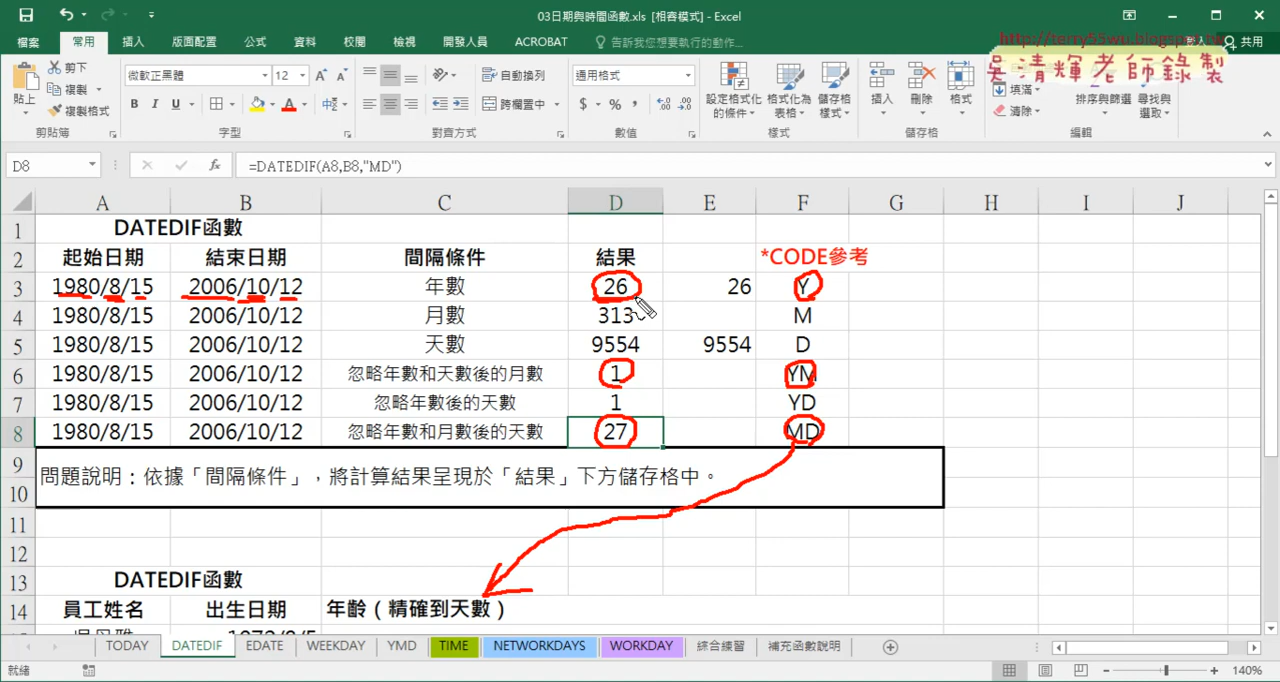 03日期與時間函數.xls [相容模式] - Excel
檔案 常用 插入 版面配置 公式 資料 校閱 檢視 開發人員 ACROBAT 告訴我您想要執行的動作... 共用
吳清輝老師錄製
貼上 剪下 複製 複製格式 剪貼簿
微軟正黑體 12 B I U 字型
自動換列 跨欄置中 對齊方式
通用格式 $ % , 數值
設定格式化的條件 格式化為表格 儲存格樣式 樣式
插入 刪除 格式 儲存格
填滿 清除 排序與篩選 尋找與選取 編輯
D8 fx =DATEDIF(A8,B8,"MD")
A B C D E F G H I J
1 DATEDIF函數
2 起始日期 結束日期 間隔條件 結果 *CODE參考
3 1980/8/15 2006/10/12 年數 26 26 Y
4 1980/8/15 2006/10/12 月數 313 M
5 1980/8/15 2006/10/12 天數 9554 9554 D
6 1980/8/15 2006/10/12 忽略年數和天數後的月數 1 YM
7 1980/8/15 2006/10/12 忽略年數後的天數 1 YD
8 1980/8/15 2006/10/12 忽略年數和月數後的天數 27 MD
9
問題說明：依據「間隔條件」，將計算結果呈現於「結果」下方儲存格中。
10
11
12
13 DATEDIF函數
14 員工姓名 出生日期 年齡（精確到天數）
TODAY DATEDIF EDATE WEEKDAY YMD TIME NETWORKDAYS WORKDAY 綜合練習 補充函數說明
就緒 140%